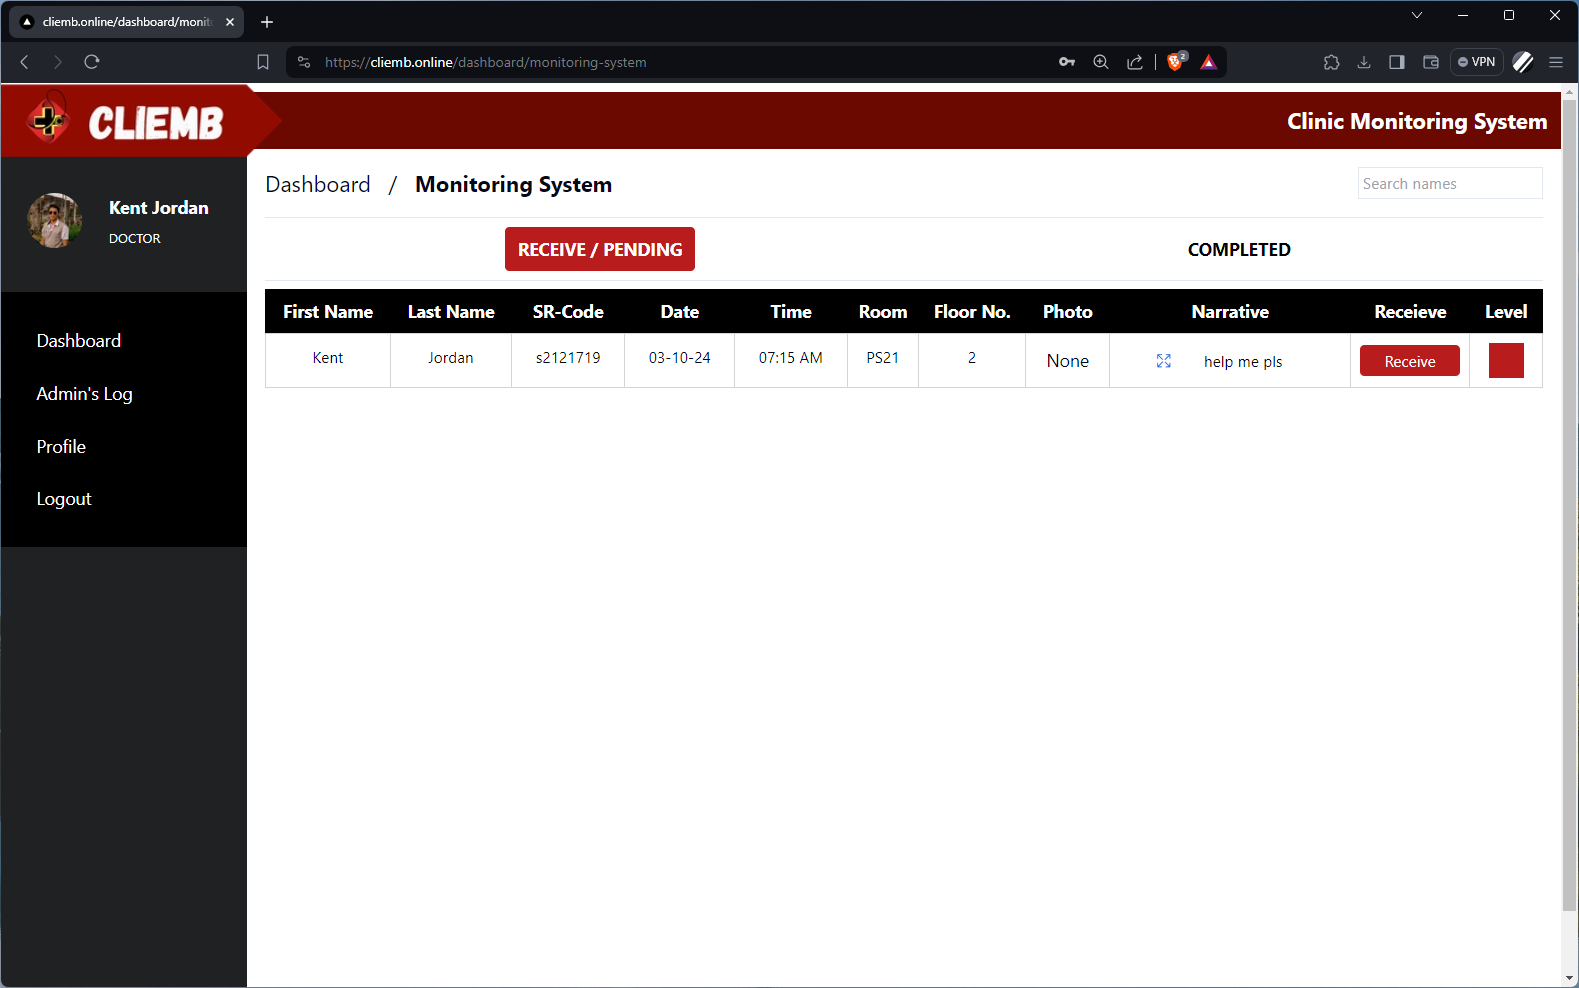 cliemb.online/dashboard/monit
https://cliemb.online/dashboard/monitoring-system
2
VPN
CLIEMB
Clinic Monitoring System
Kent Jordan
DOCTOR
Dashboard
Admin's Log
Profile
Logout
Dashboard / Monitoring System
Search names
RECEIVE / PENDING
COMPLETED
First Name Last Name SR-Code Date Time Room Floor No. Photo Narrative Receieve Level
Kent Jordan s2121719 03-10-24 07:15 AM PS21 2 None help me pls Receive